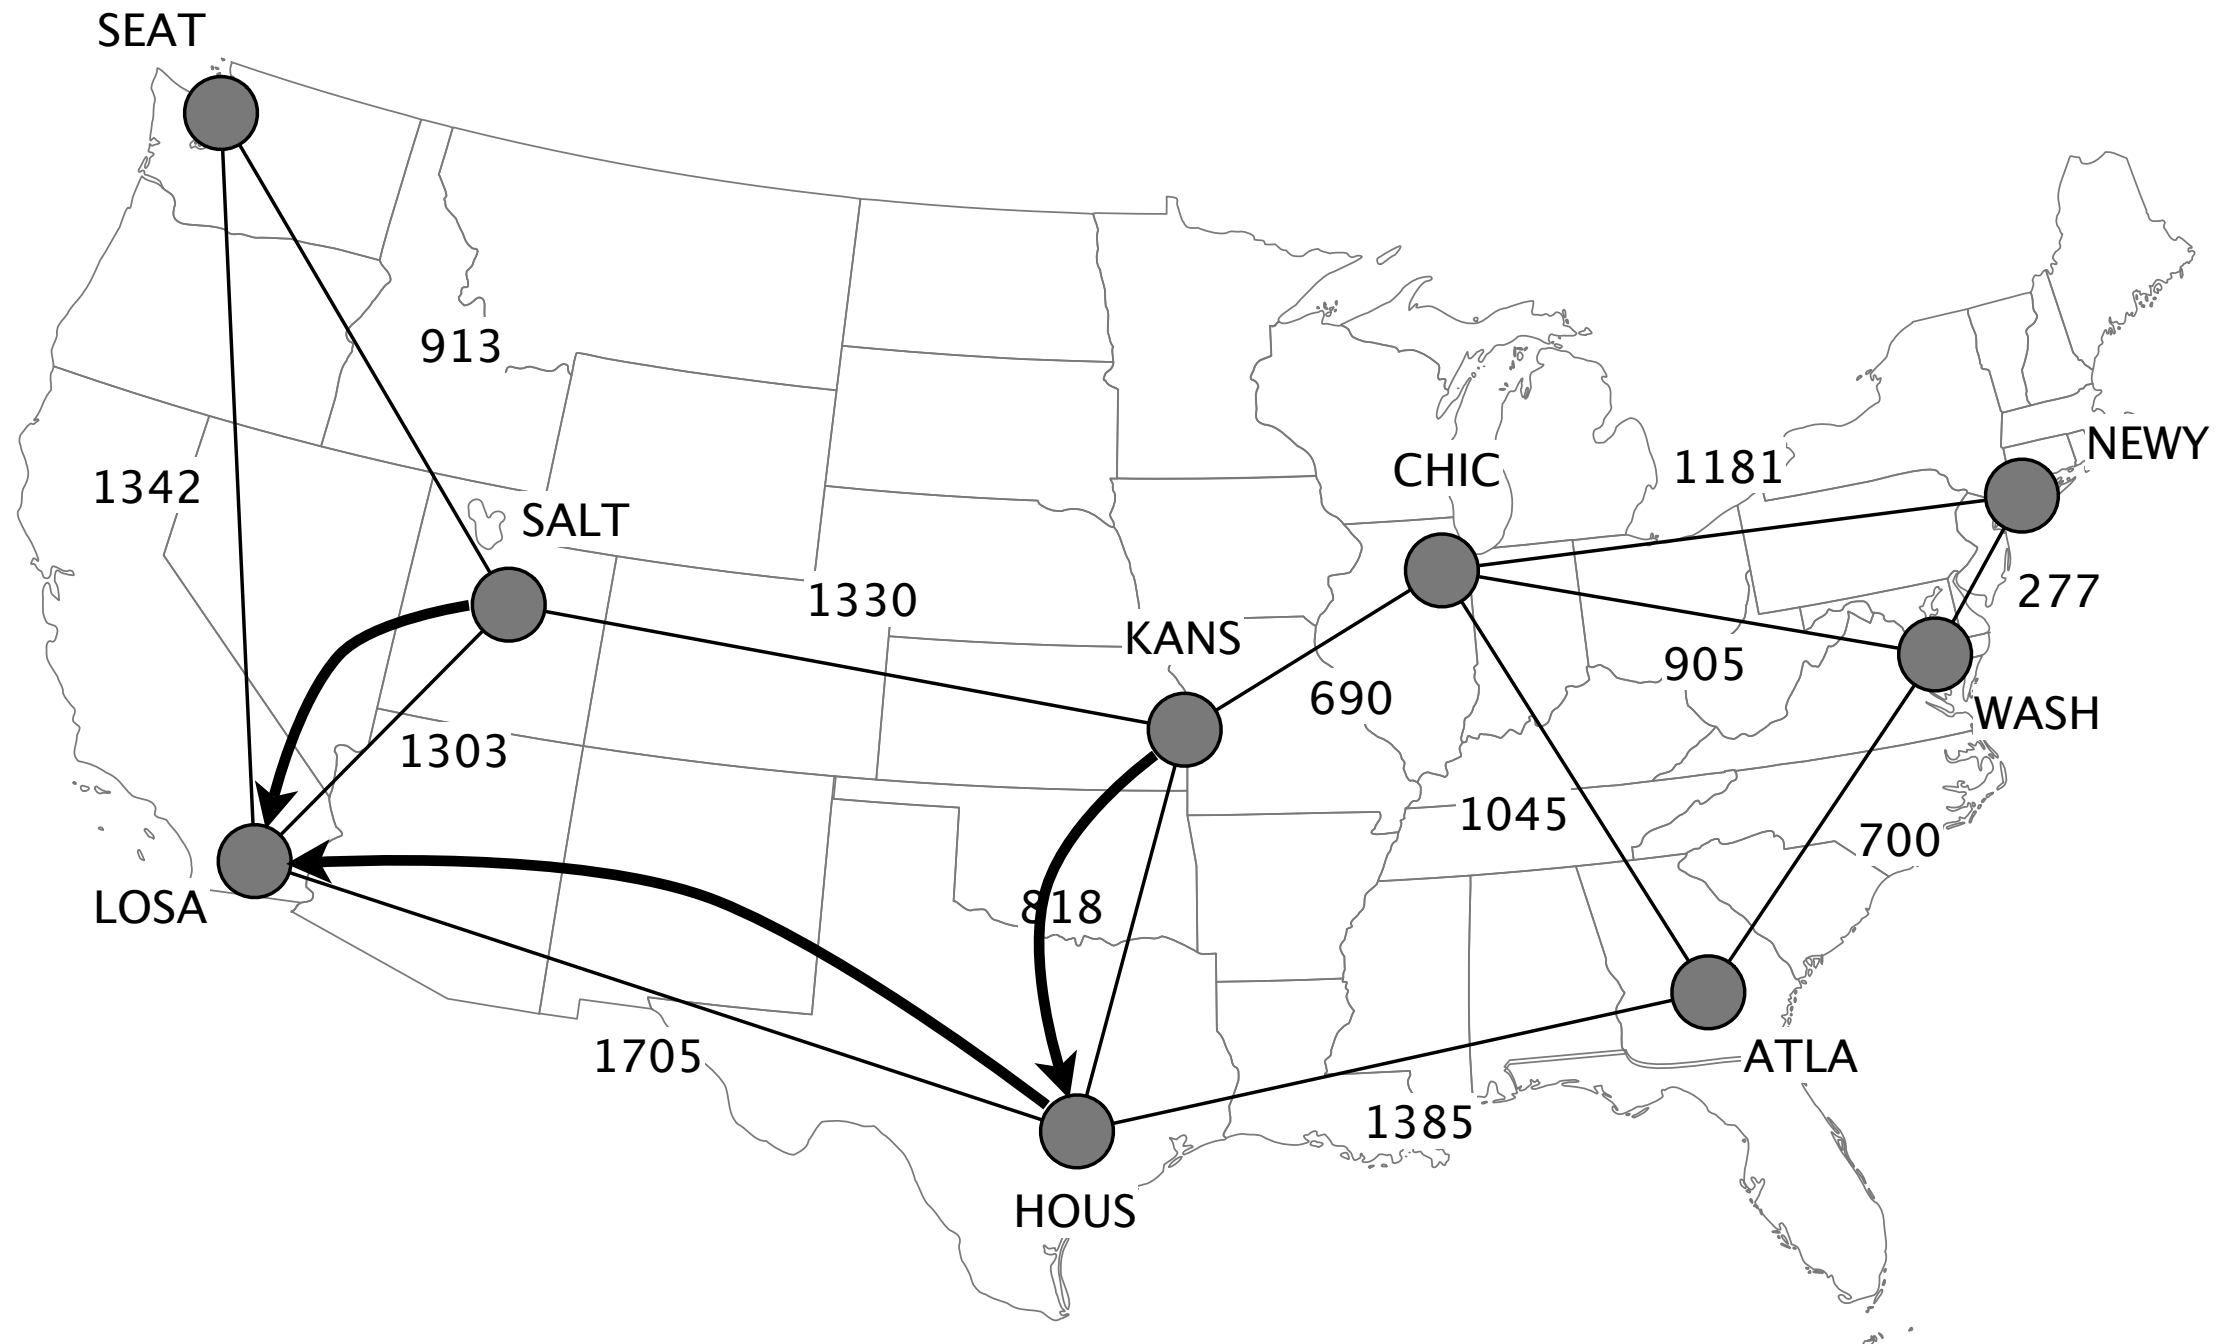 SEAT
913
NEWY
CHIC
1181
1342
SALT
277
1330
KANS
905
690
WASH
1303
1045
700
LOSA
818
1705
ATLA
1385
HOUS